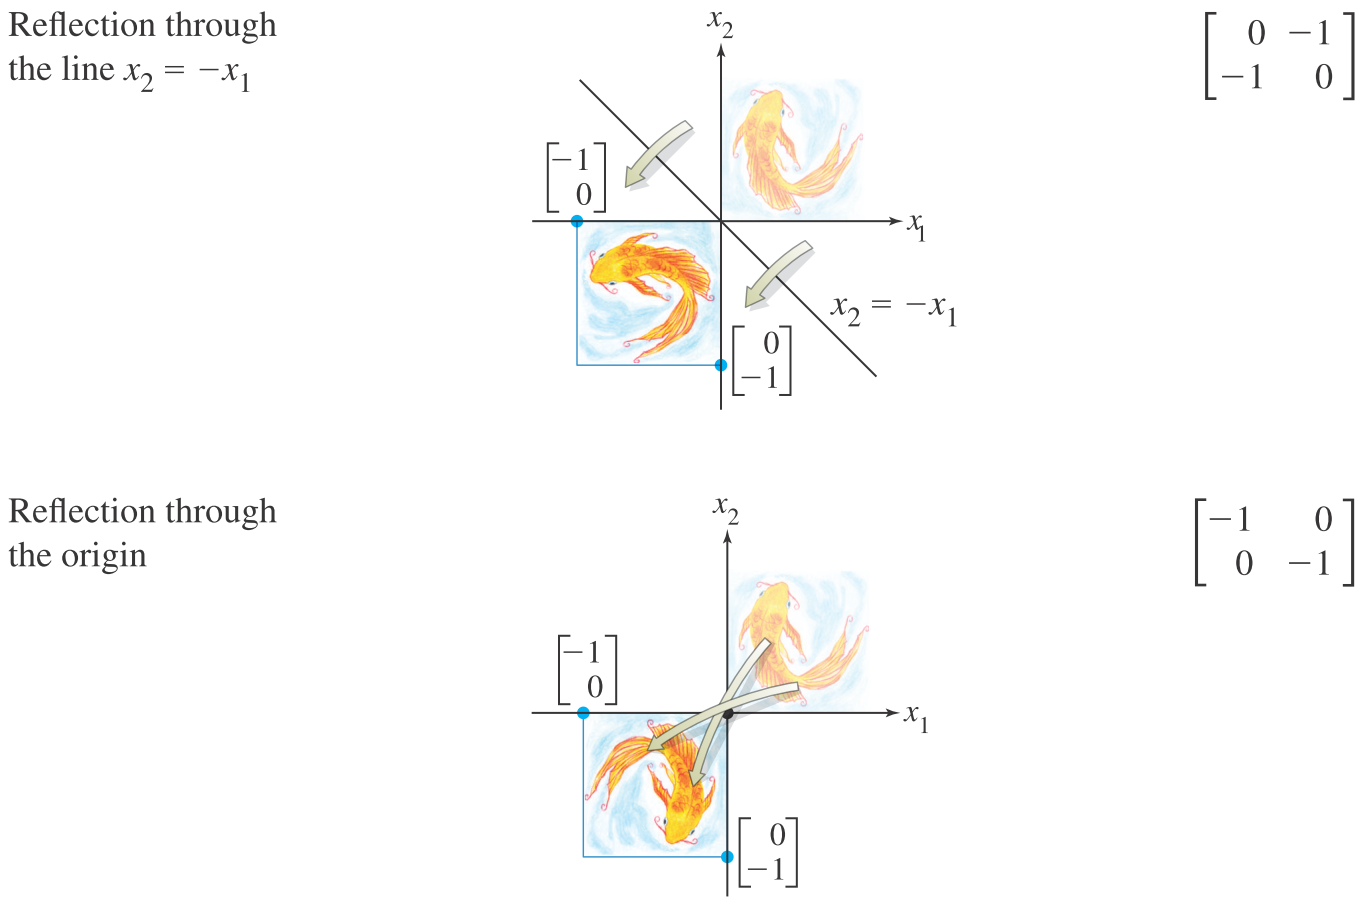 Reflection through
the line x₂ = −x₁
x₂
[ 0 −1]
[−1 0]
[−1]
[ 0]
x₁
x₂ = −x₁
[ 0]
[−1]
Reflection through
the origin
x₂
[−1 0]
[ 0 −1]
[−1]
[ 0]
x₁
[ 0]
[−1]